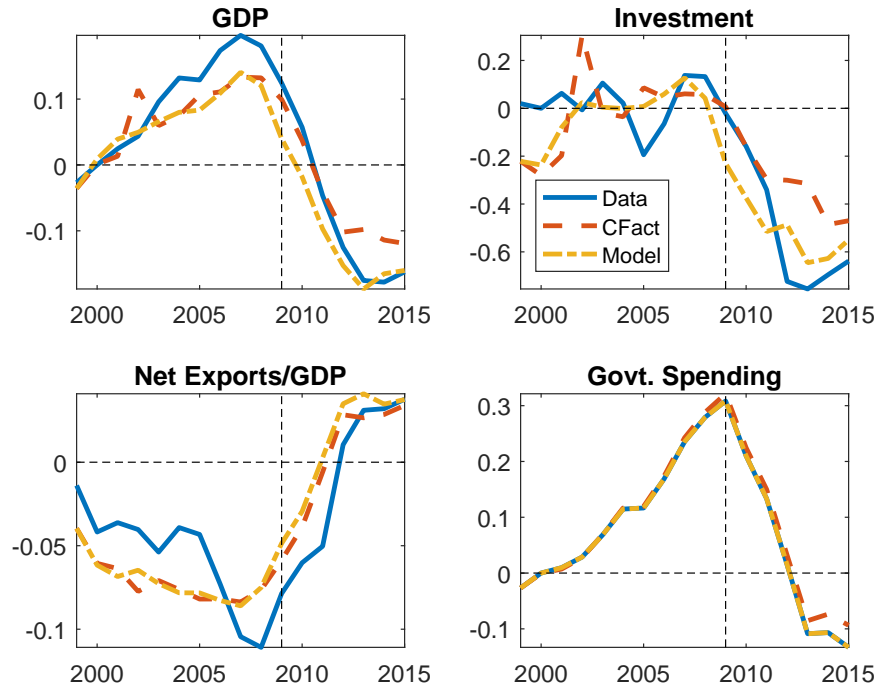 GDP
0.1
0
-0.1
2000 2005 2010 2015
Investment
0.2
0
-0.2
-0.4
-0.6
Data
CFact
Model
2000 2005 2010 2015
Net Exports/GDP
0
-0.05
-0.1
2000 2005 2010 2015
Govt. Spending
0.3
0.2
0.1
0
-0.1
2000 2005 2010 2015